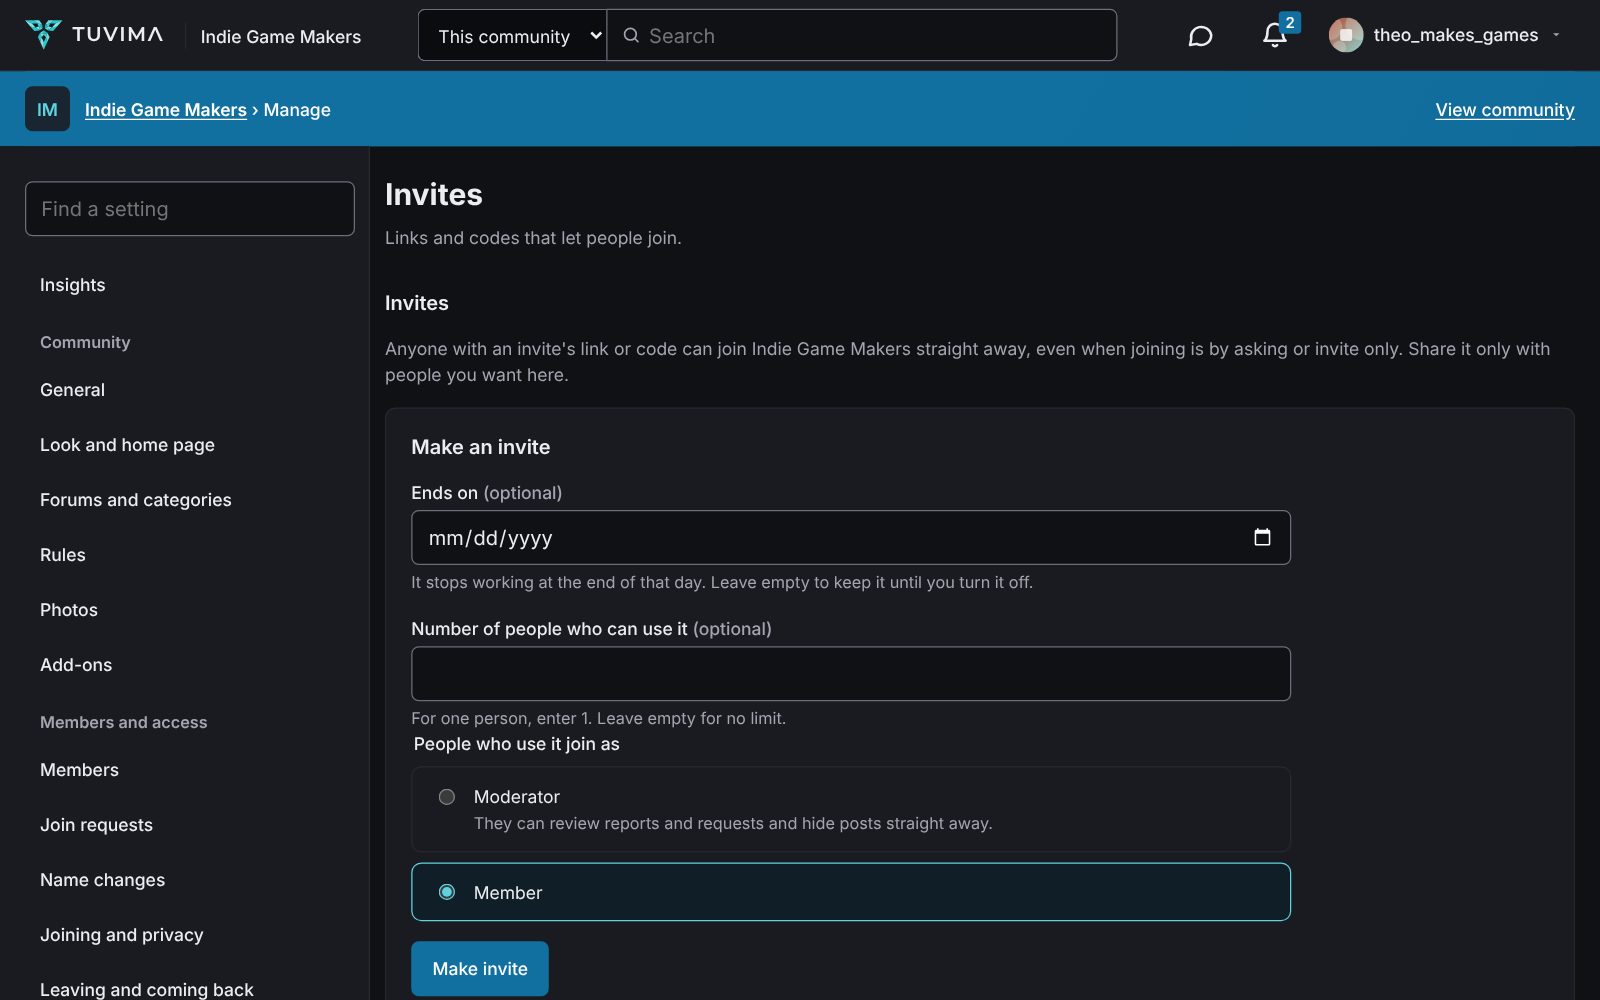 TUVIMA
Indie Game Makers
This community
Search
2
theo_makes_games
IM
Indie Game Makers › Manage
View community
Find a setting
Insights
Community
General
Look and home page
Forums and categories
Rules
Photos
Add-ons
Members and access
Members
Join requests
Name changes
Joining and privacy
Leaving and coming back
Invites
Links and codes that let people join.
Invites
Anyone with an invite's link or code can join Indie Game Makers straight away, even when joining is by asking or invite only. Share it only with
people you want here.
Make an invite
Ends on (optional)
mm/dd/yyyy
It stops working at the end of that day. Leave empty to keep it until you turn it off.
Number of people who can use it (optional)
For one person, enter 1. Leave empty for no limit.
People who use it join as
Moderator
They can review reports and requests and hide posts straight away.
Member
Make invite